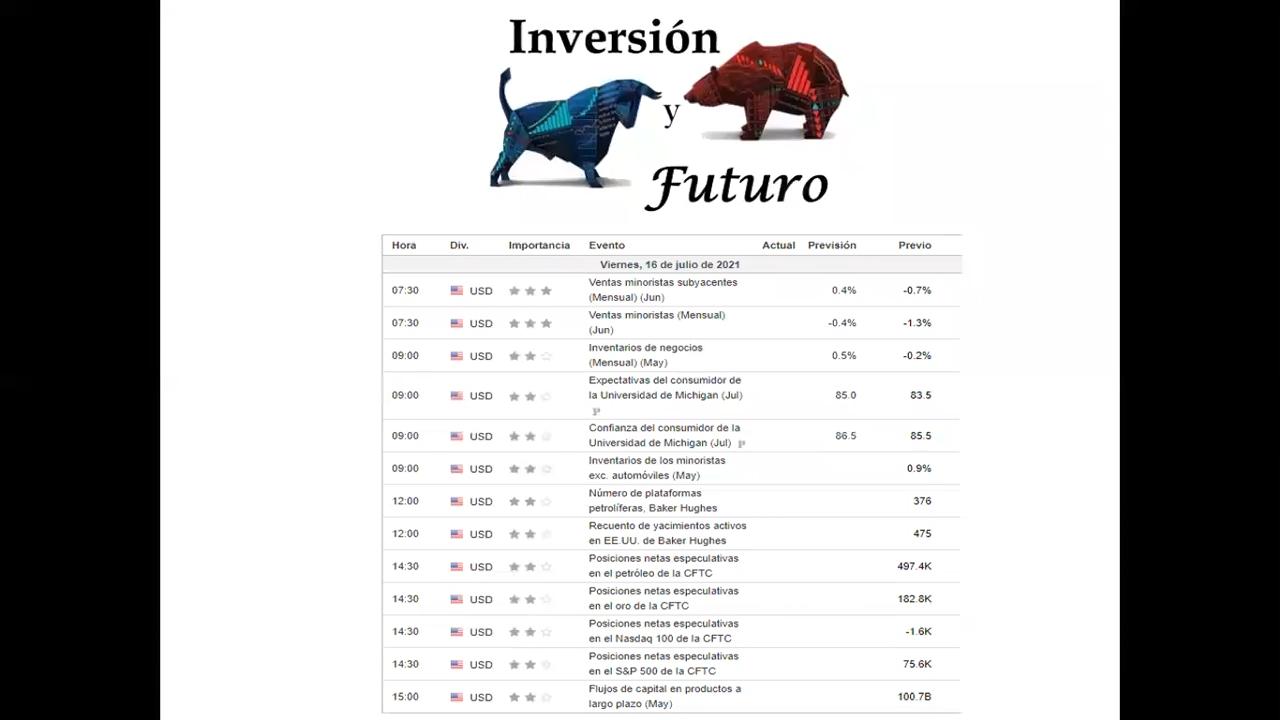 Inversión
y
Futuro
Hora Div. Importancia Evento Actual Previsión Previo
Viernes, 16 de julio de 2021
07:30 USD Ventas minoristas subyacentes 0.4% -0.7%
(Mensual) (Jun)
07:30 USD Ventas minoristas (Mensual) -0.4% -1.3%
(Jun)
09:00 USD Inventarios de negocios 0.5% -0.2%
(Mensual) (May)
Expectativas del consumidor de
09:00 USD la Universidad de Michigan (Jul) 85.0 83.5
P
09:00 USD Confianza del consumidor de la 86.5 85.5
Universidad de Michigan (Jul) P
09:00 USD Inventarios de los minoristas 0.9%
exc. automóviles (May)
12:00 USD Número de plataformas 376
petrolíferas, Baker Hughes
12:00 USD Recuento de yacimientos activos 475
en EE.UU. de Baker Hughes
14:30 USD Posiciones netas especulativas 497.4K
en el petróleo de la CFTC
14:30 USD Posiciones netas especulativas 182.8K
en el oro de la CFTC
14:30 USD Posiciones netas especulativas -1.6K
en el Nasdaq 100 de la CFTC
14:30 USD Posiciones netas especulativas 75.6K
en el S&P 500 de la CFTC
15:00 USD Flujos de capital en productos a 100.7B
largo plazo (May)